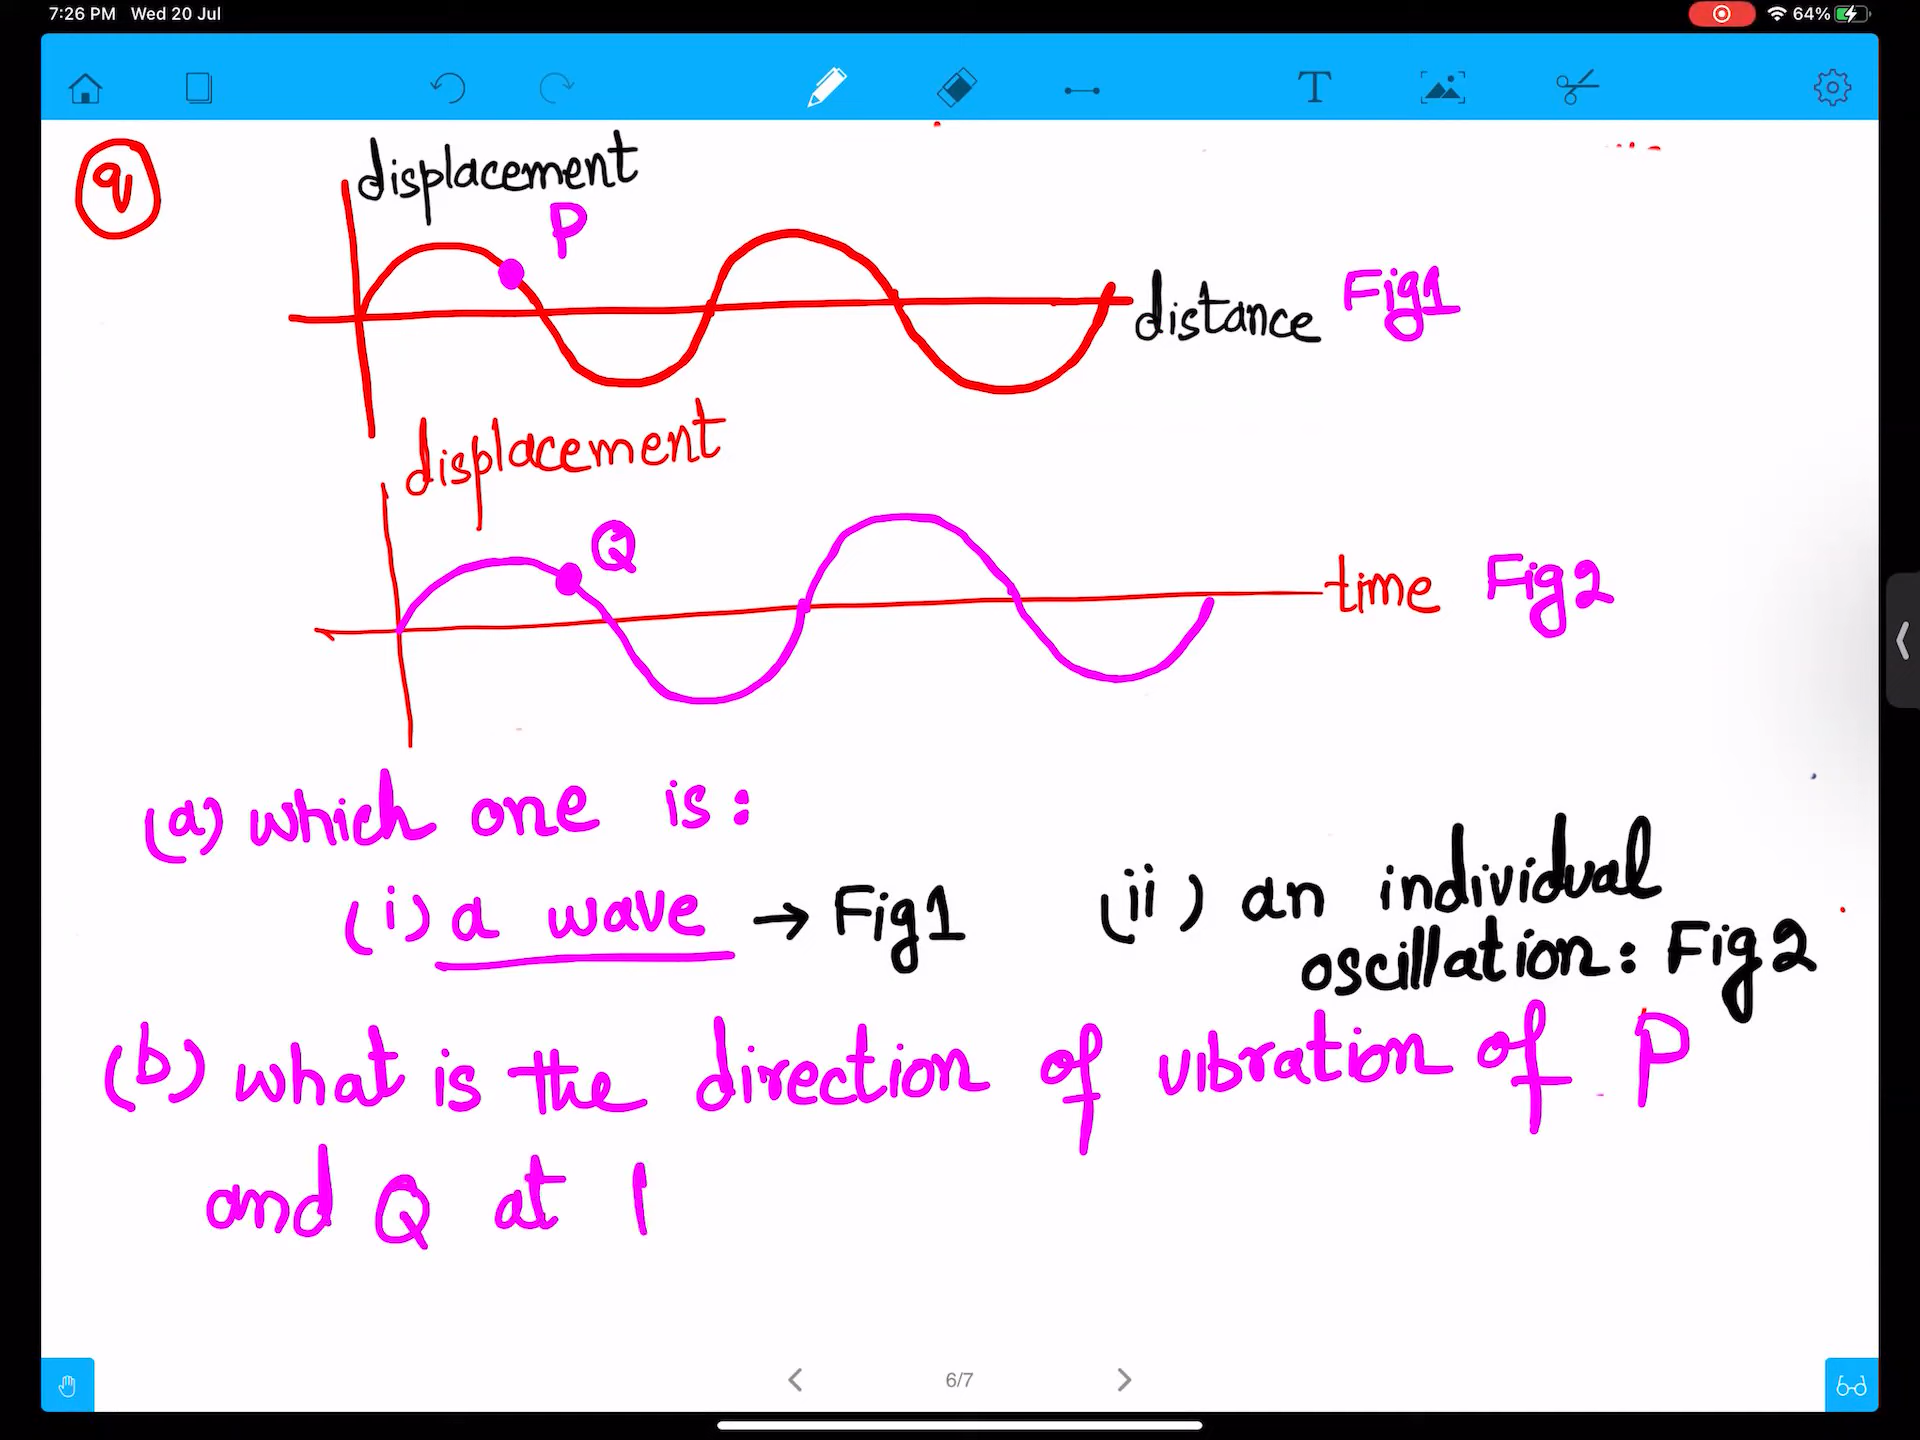 7:26 PM Wed 20 Jul
64%
T
q
displacement
P
distance
Fig1
displacement
Q
time
Fig2
(a) which one is:
(i) a wave → Fig1
(ii) an individual
oscillation: Fig2
(b) what is the direction of vibration of P
and Q at
6/7